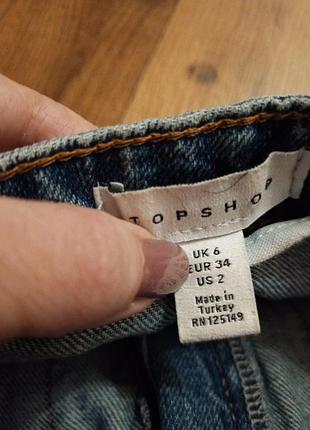 TOPSHOP
UK 6
EUR 34
US 2
Made in
Turkey
RN 125149